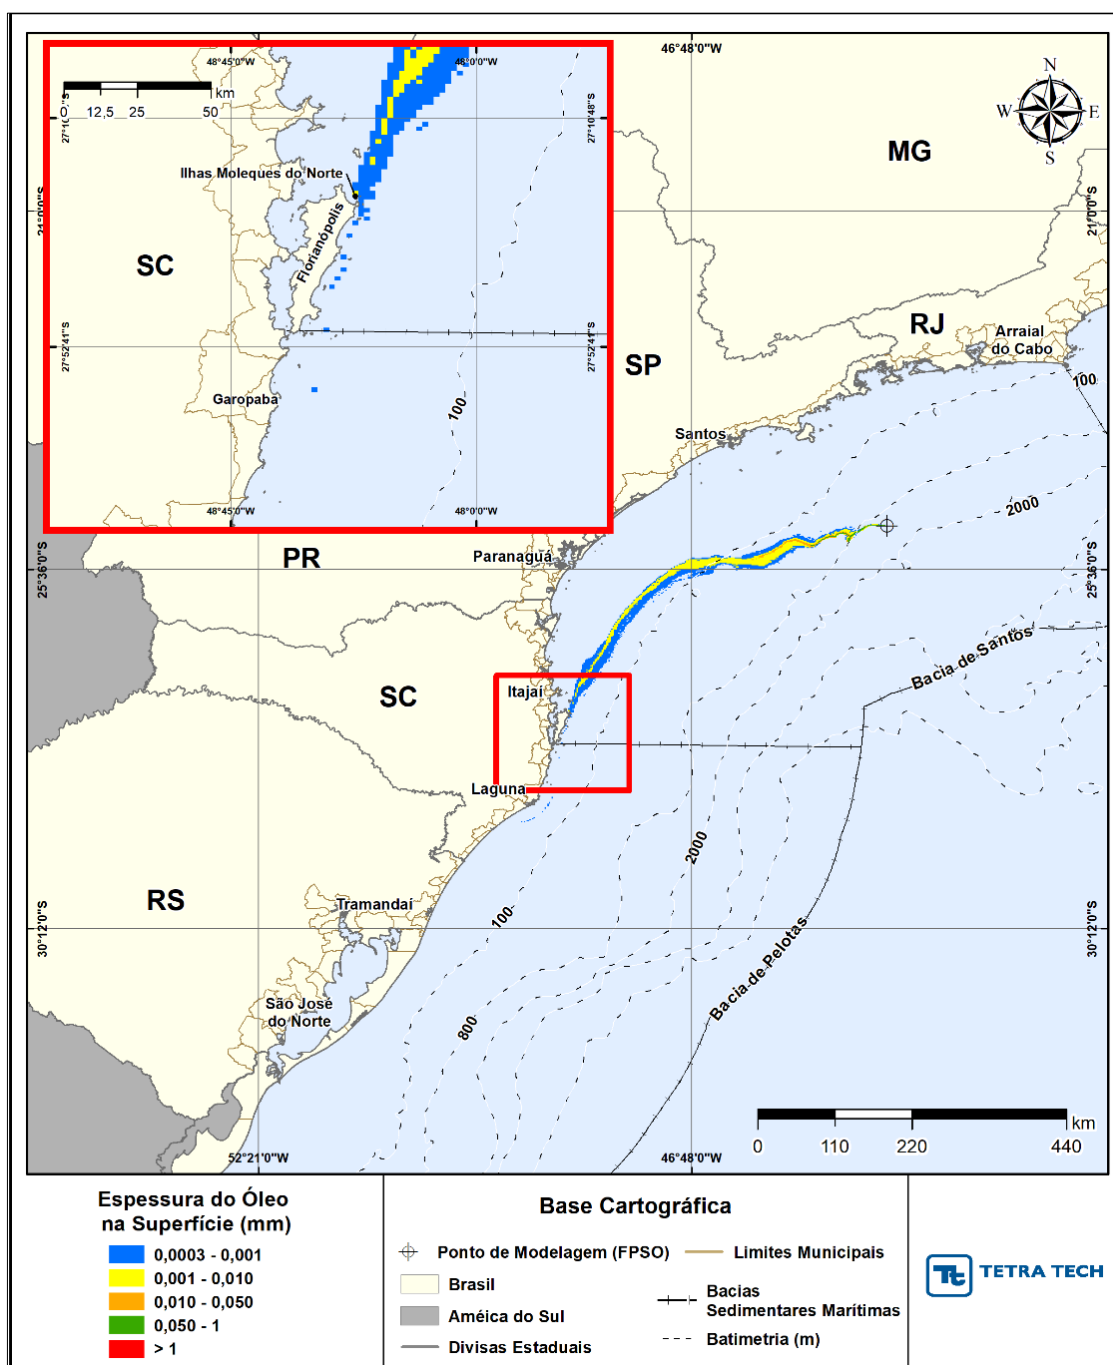 46°48'0"W
N
W
E
S
48°45'0"W
48°0'0"W
km
0
12,5
25
50
27°10'48"S
27°10'48"S
Ilhas Moleques do Norte
Florianópolis
SC
27°52'41"S
27°52'41"S
Garopaba
100
48°45'0"W
48°0'0"W
MG
21°0'0"S
21°0'0"S
RJ
Arraial
do Cabo
SP
100
Santos
2000
PR
Paranaguá
25°36'0"S
25°36'0"S
Bacia de Santos
SC
Itajaí
Laguna
2000
RS
Tramandaí
100
30°12'0"S
30°12'0"S
Bacia de Pelotas
São José
do Norte
800
km
0
110
220
440
52°21'0"W
46°48'0"W
Espessura do Óleo
na Superfície (mm)
0,0003 - 0,001
0,001 - 0,010
0,010 - 0,050
0,050 - 1
> 1
Base Cartográfica
Ponto de Modelagem (FPSO)
Limites Municipais
Brasil
Bacias
Sedimentares Marítimas
Améica do Sul
Batimetria (m)
Divisas Estaduais
Tt
TETRA TECH